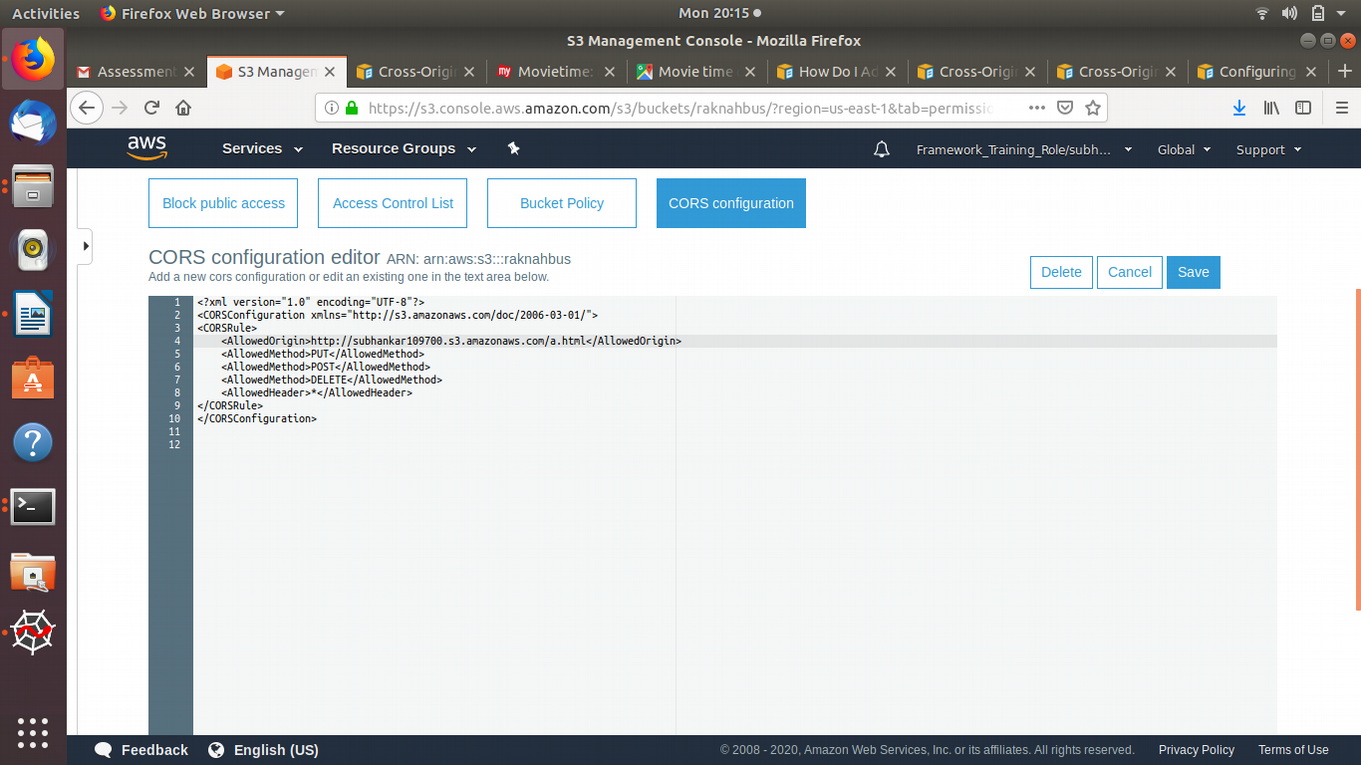 Activities Firefox Web Browser Mon 20:15
S3 Management Console - Mozilla Firefox
Assessment S3 Managem Cross-Origi Movietime: Movie time How Do I Ad Cross-Origi Cross-Origi Configuring
https://s3.console.aws.amazon.com/s3/buckets/raknahbus/?region=us-east-1&tab=permissio
aws Services Resource Groups Framework_Training_Role/subh... Global Support
Block public access Access Control List Bucket Policy CORS configuration
CORS configuration editor ARN: arn:aws:s3:::raknahbus
Add a new cors configuration or edit an existing one in the text area below.
Delete Cancel Save
1 <?xml version="1.0" encoding="UTF-8"?>
2 <CORSConfiguration xmlns="http://s3.amazonaws.com/doc/2006-03-01/">
3 <CORSRule>
4 <AllowedOrigin>http://subhankar109700.s3.amazonaws.com/a.html</AllowedOrigin>
5 <AllowedMethod>PUT</AllowedMethod>
6 <AllowedMethod>POST</AllowedMethod>
7 <AllowedMethod>DELETE</AllowedMethod>
8 <AllowedHeader>*</AllowedHeader>
9 </CORSRule>
10 </CORSConfiguration>
11
12
Feedback English (US) © 2008 - 2020, Amazon Web Services, Inc. or its affiliates. All rights reserved. Privacy Policy Terms of Use